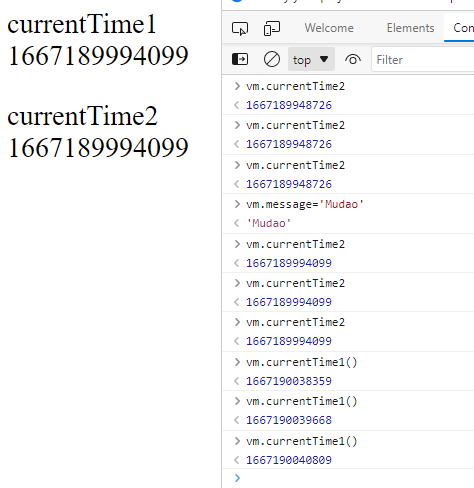 currentTime1
1667189994099
currentTime2
1667189994099
Welcome
Elements
top
Filter
vm.currentTime2
1667189948726
vm.currentTime2
1667189948726
vm.currentTime2
1667189948726
vm.message='Mudao'
'Mudao'
vm.currentTime2
1667189994099
vm.currentTime2
1667189994099
vm.currentTime2
1667189994099
vm.currentTime1()
1667190038359
vm.currentTime1()
1667190039668
vm.currentTime1()
1667190040809